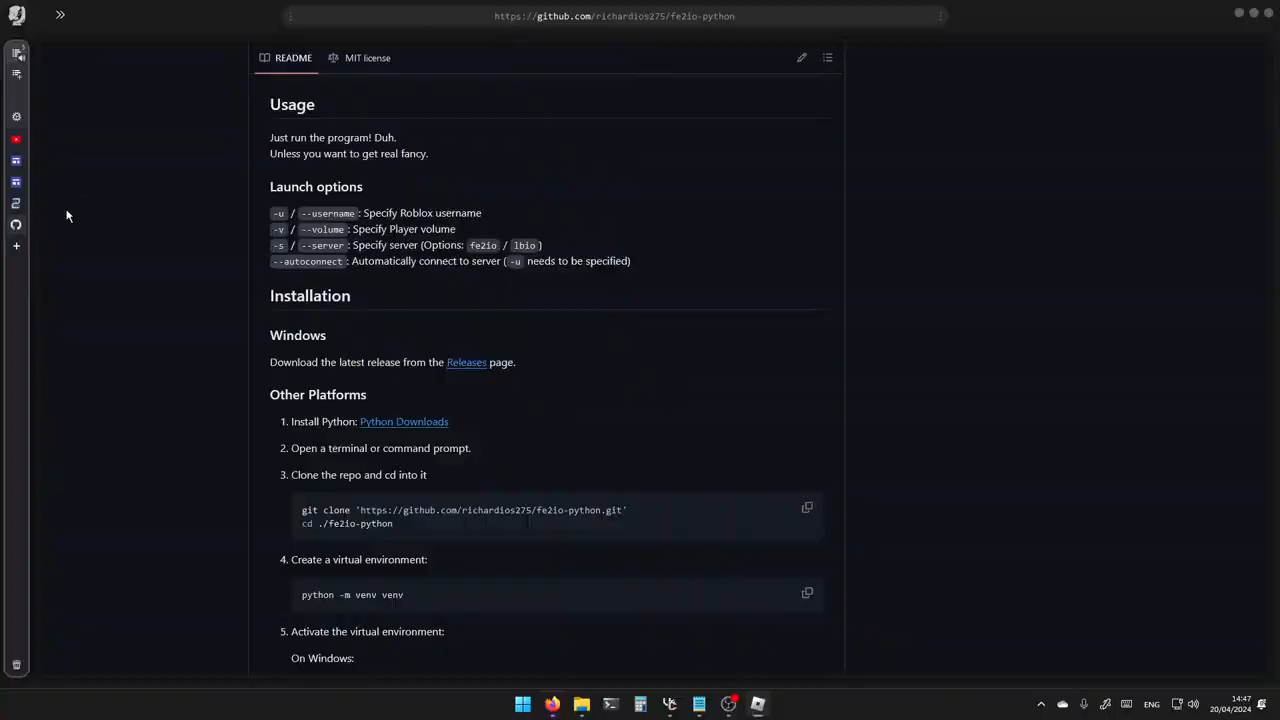 https://github.com/richardios275/fe2io-python
README
MIT license
Usage
Just run the program! Duh.
Unless you want to get real fancy.
Launch options
-u / --username: Specify Roblox username
-v / --volume: Specify Player volume
-s / --server: Specify server (Options: fe2io / lbio)
--autoconnect: Automatically connect to server (-u needs to be specified)
Installation
Windows
Download the latest release from the Releases page.
Other Platforms
1. Install Python: Python Downloads
2. Open a terminal or command prompt.
3. Clone the repo and cd into it
git clone 'https://github.com/richardios275/fe2io-python.git'
cd ./fe2io-python
4. Create a virtual environment:
python -m venv venv
5. Activate the virtual environment:
On Windows:
ENG
14:47
20/04/2024